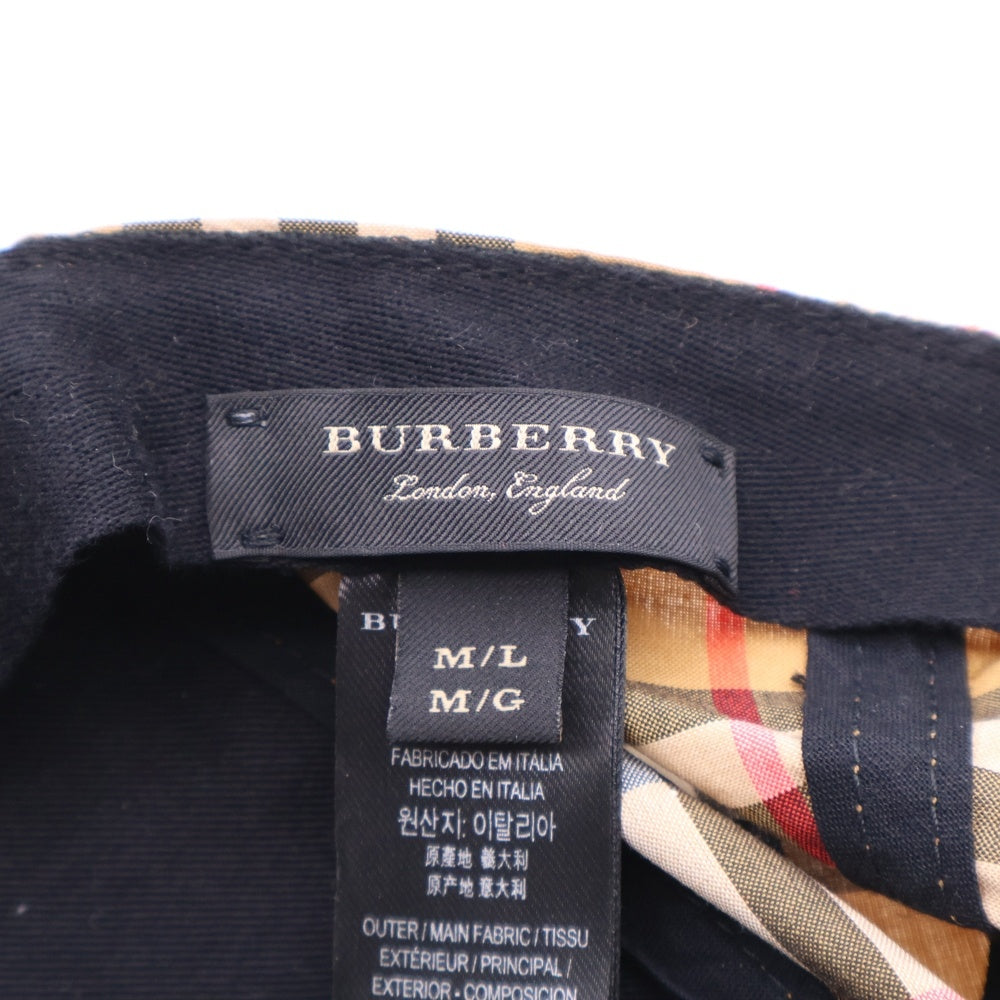 BURBERRY
London, England
M/L
M/G
FABRICADO EM ITÁLIA
HECHO EN ITALIA
원산지: 이탈리아
原產地 義大利
原产地 意大利
OUTER / MAIN FABRIC / TISSU
EXTÉRIEUR / PRINCIPAL /
EXTERIOR - COMPOSICIÓN